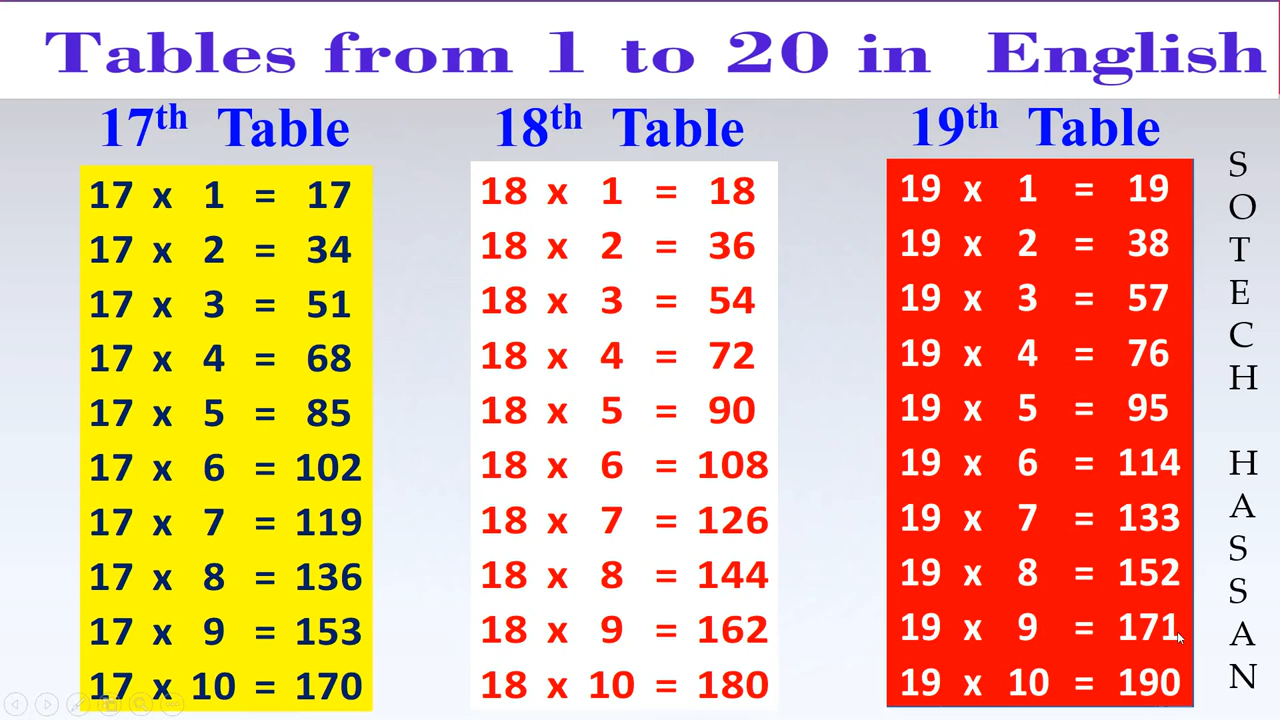 Tables from 1 to 20 in English
17th Table
17 x 1 = 17
17 x 2 = 34
17 x 3 = 51
17 x 4 = 68
17 x 5 = 85
17 x 6 = 102
17 x 7 = 119
17 x 8 = 136
17 x 9 = 153
17 x 10 = 170
18th Table
18 x 1 = 18
18 x 2 = 36
18 x 3 = 54
18 x 4 = 72
18 x 5 = 90
18 x 6 = 108
18 x 7 = 126
18 x 8 = 144
18 x 9 = 162
18 x 10 = 180
19th Table
19 x 1 = 19
19 x 2 = 38
19 x 3 = 57
19 x 4 = 76
19 x 5 = 95
19 x 6 = 114
19 x 7 = 133
19 x 8 = 152
19 x 9 = 171
19 x 10 = 190
SOTECH HASSAN